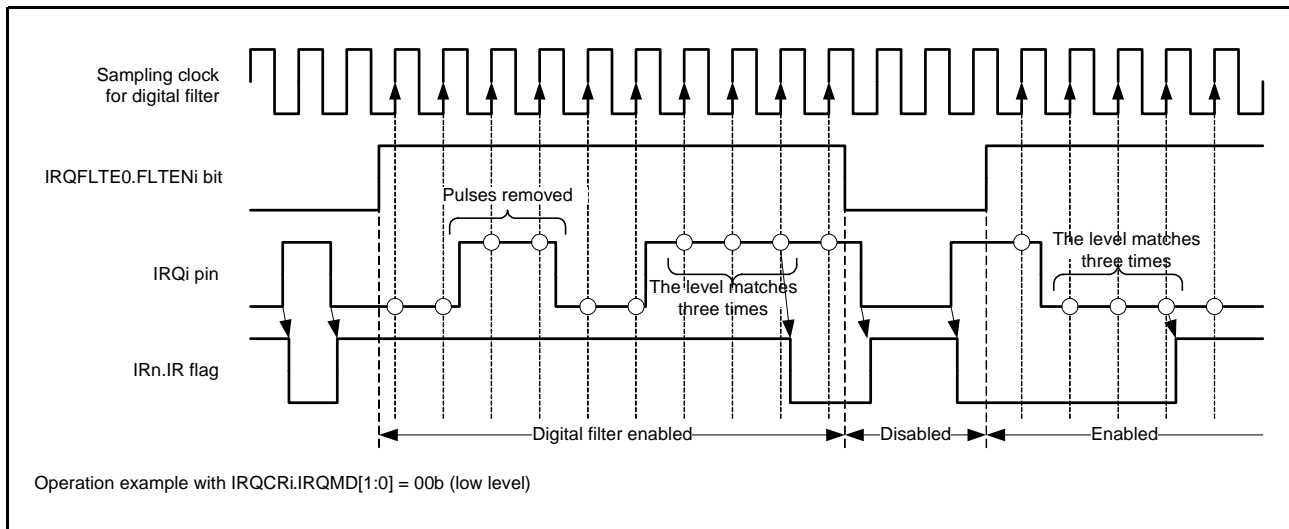 Sampling clock
for digital filter
IRQFLTE0.FLTENi bit
Pulses removed
IRQi pin
The level matches
three times
The level matches
three times
IRn.IR flag
Digital filter enabled
Disabled
Enabled
Operation example with IRQCRi.IRQMD[1:0] = 00b (low level)